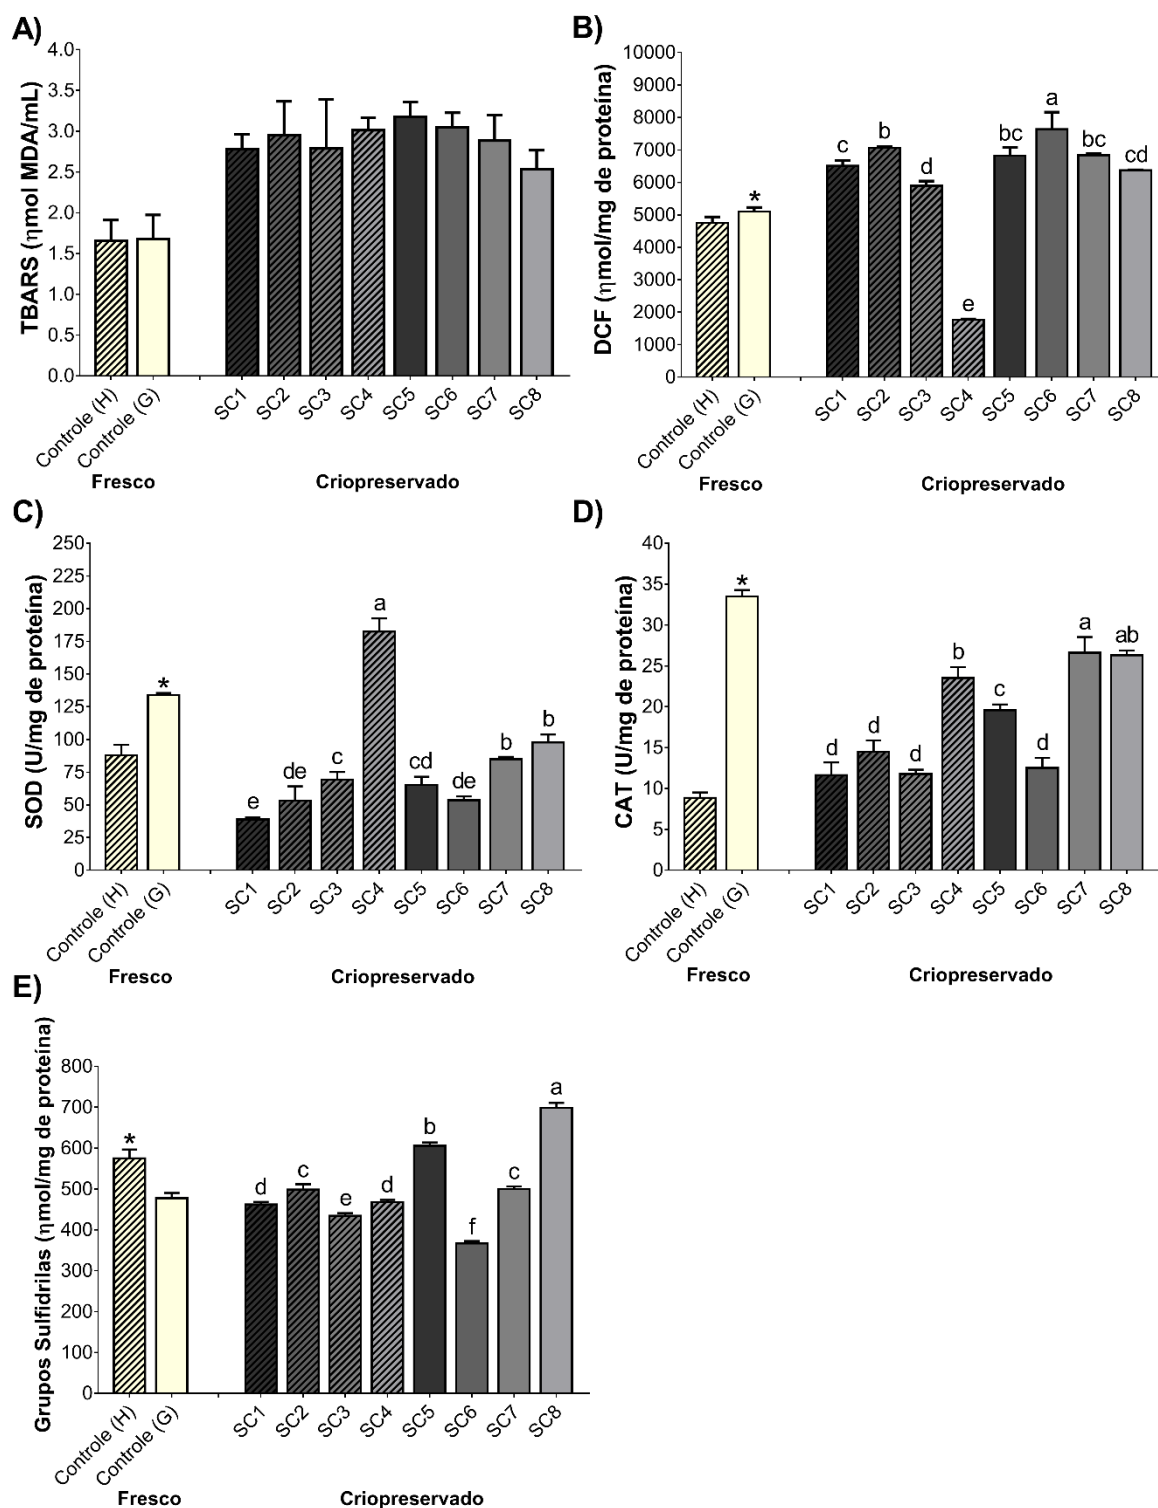 A)
TBARS (ηmol MDA/mL)
4.0
3.5
3.0
2.5
2.0
1.5
1.0
0.5
0.0
Controle (H)
Controle (G)
SC1
SC2
SC3
SC4
SC5
SC6
SC7
SC8
Fresco
Criopreservado
B)
DCF (ηmol/mg de proteína)
10000
9000
8000
7000
6000
5000
4000
3000
2000
1000
0
*
c
b
d
e
bc
a
bc
cd
Controle (H)
Controle (G)
SC1
SC2
SC3
SC4
SC5
SC6
SC7
SC8
Fresco
Criopreservado
C)
SOD (U/mg de proteína)
250
225
200
175
150
125
100
75
50
25
0
*
e
de
c
a
cd
de
b
b
Controle (H)
Controle (G)
SC1
SC2
SC3
SC4
SC5
SC6
SC7
SC8
Fresco
Criopreservado
D)
CAT (U/mg de proteína)
40
35
30
25
20
15
10
5
0
*
d
d
d
b
c
d
a
ab
Controle (H)
Controle (G)
SC1
SC2
SC3
SC4
SC5
SC6
SC7
SC8
Fresco
Criopreservado
E)
Grupos Sulfidrilas (ηmol/mg de proteína)
800
700
600
500
400
300
200
100
0
*
d
c
e
d
b
f
c
a
Controle (H)
Controle (G)
SC1
SC2
SC3
SC4
SC5
SC6
SC7
SC8
Fresco
Criopreservado